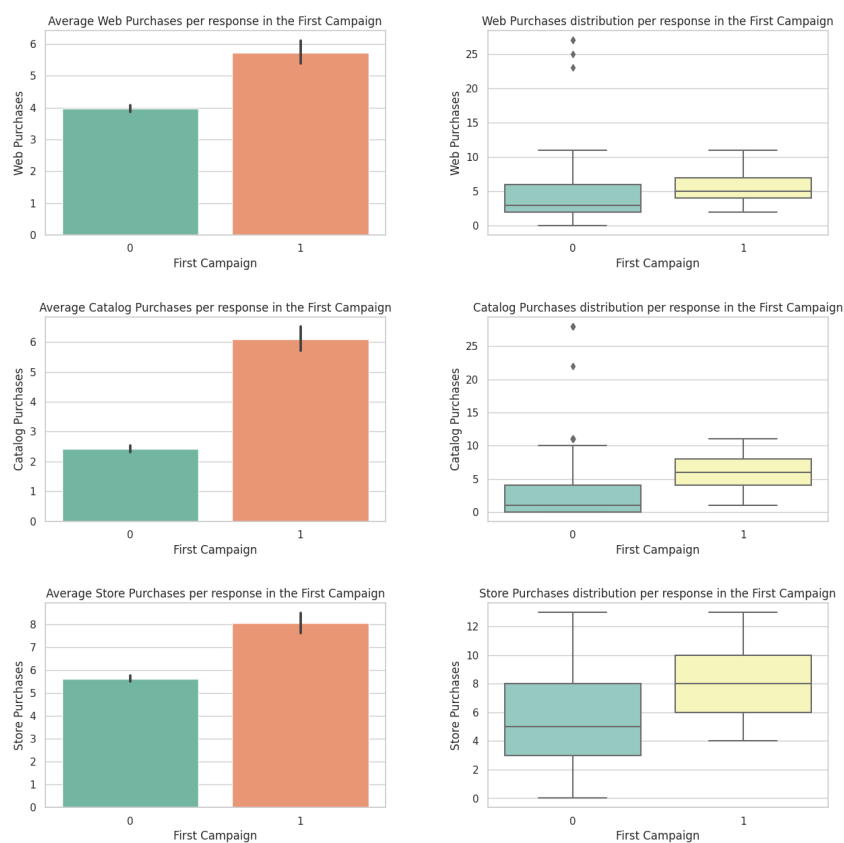 Average Web Purchases per response in the First Campaign
6
5
4
3
2
1
0
Web Purchases
0 1
First Campaign
Web Purchases distribution per response in the First Campaign
25
20
15
10
5
0
Web Purchases
0 1
First Campaign
Average Catalog Purchases per response in the First Campaign
6
5
4
3
2
1
0
Catalog Purchases
0 1
First Campaign
Catalog Purchases distribution per response in the First Campaign
25
20
15
10
5
0
Catalog Purchases
0 1
First Campaign
Average Store Purchases per response in the First Campaign
8
7
6
5
4
3
2
1
0
Store Purchases
0 1
First Campaign
Store Purchases distribution per response in the First Campaign
12
10
8
6
4
2
0
Store Purchases
0 1
First Campaign